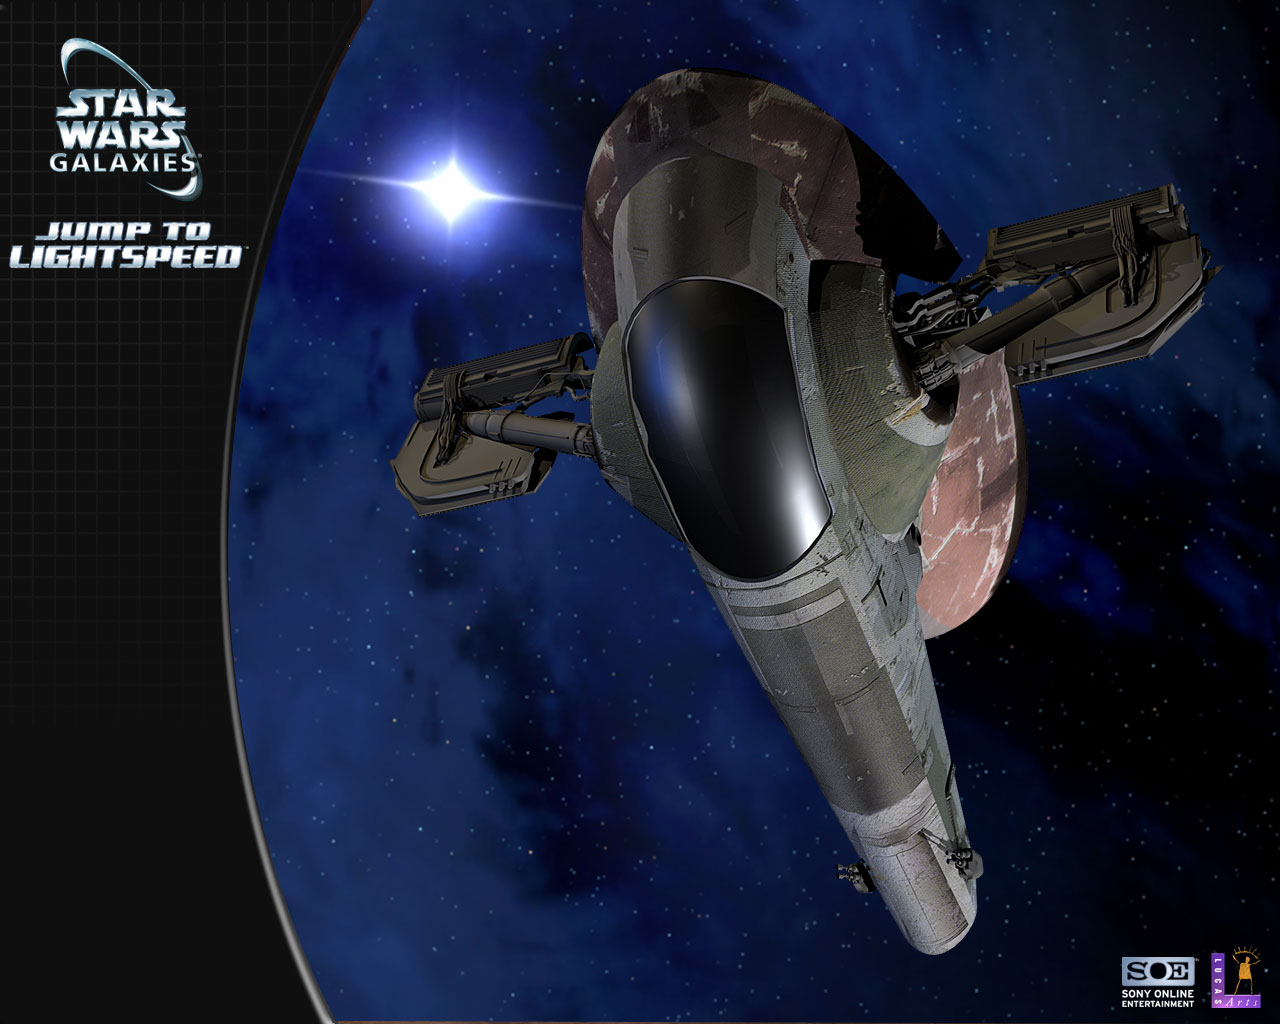 STAR
WARS
GALAXIES
JUMP TO
LIGHTSPEED
SOE
SONY ONLINE
ENTERTAINMENT
LUCAS
Arts